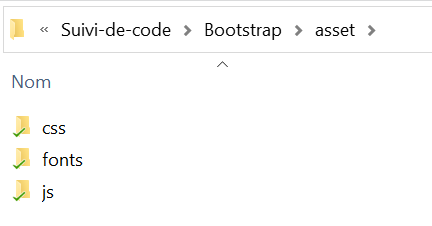 « Suivi-de-code > Bootstrap > asset >
Nom
css
fonts
js